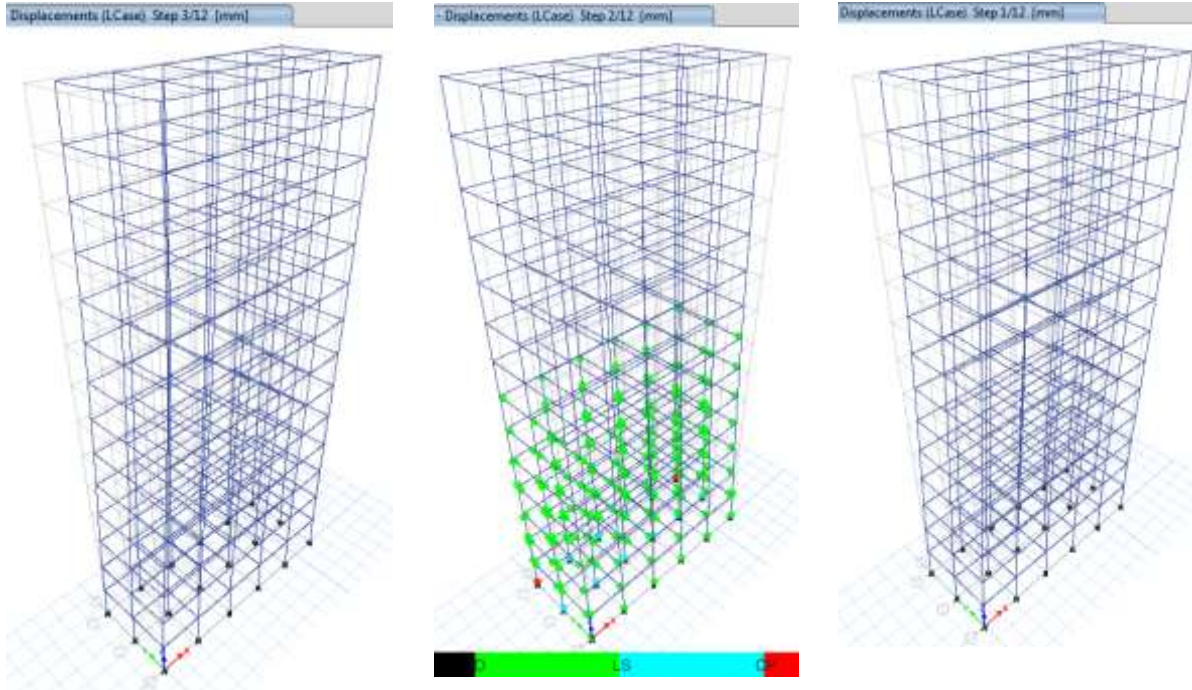 Displacements (LCase) Step 3/12 [mm]
- Displacements (LCase) Step 2/12 [mm]
Displacements (LCase) Step 1/12 [mm]
LS